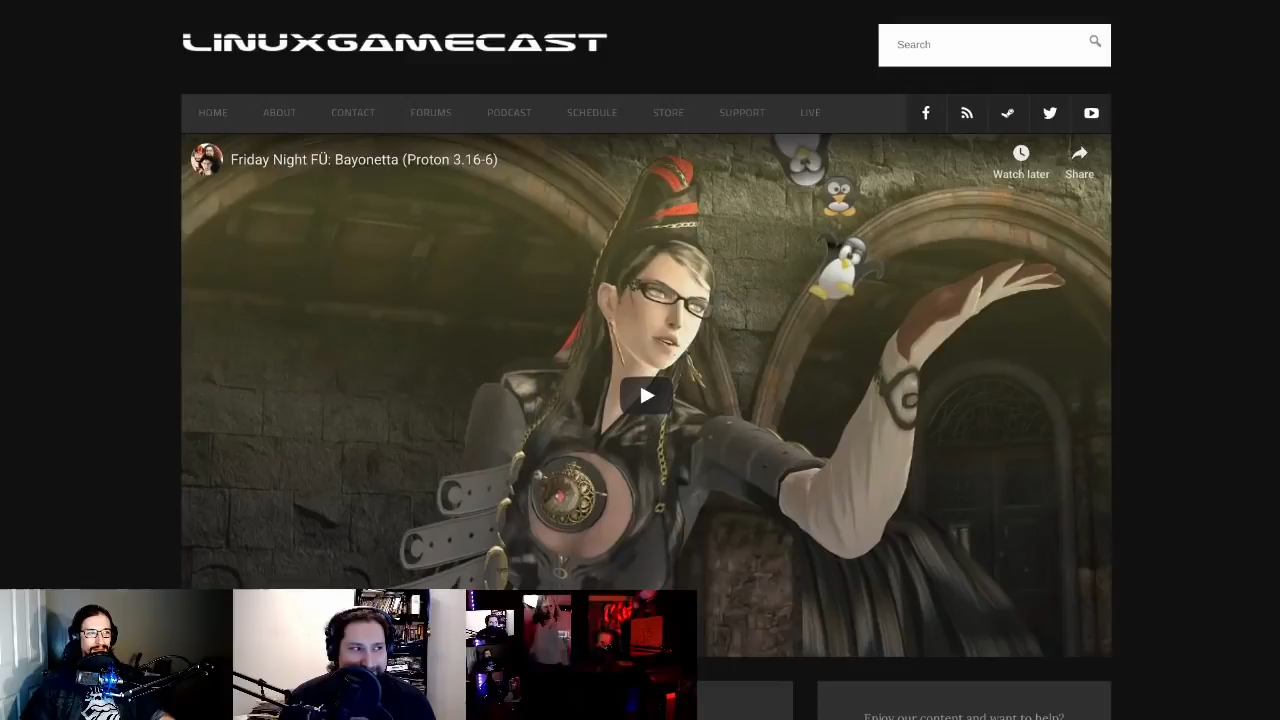 LINUXGAMECAST
Search
HOME ABOUT CONTACT FORUMS PODCAST SCHEDULE STORE SUPPORT LIVE
Friday Night FÜ: Bayonetta (Proton 3.16-6)
Watch later Share
Enjoy our content and want to help?